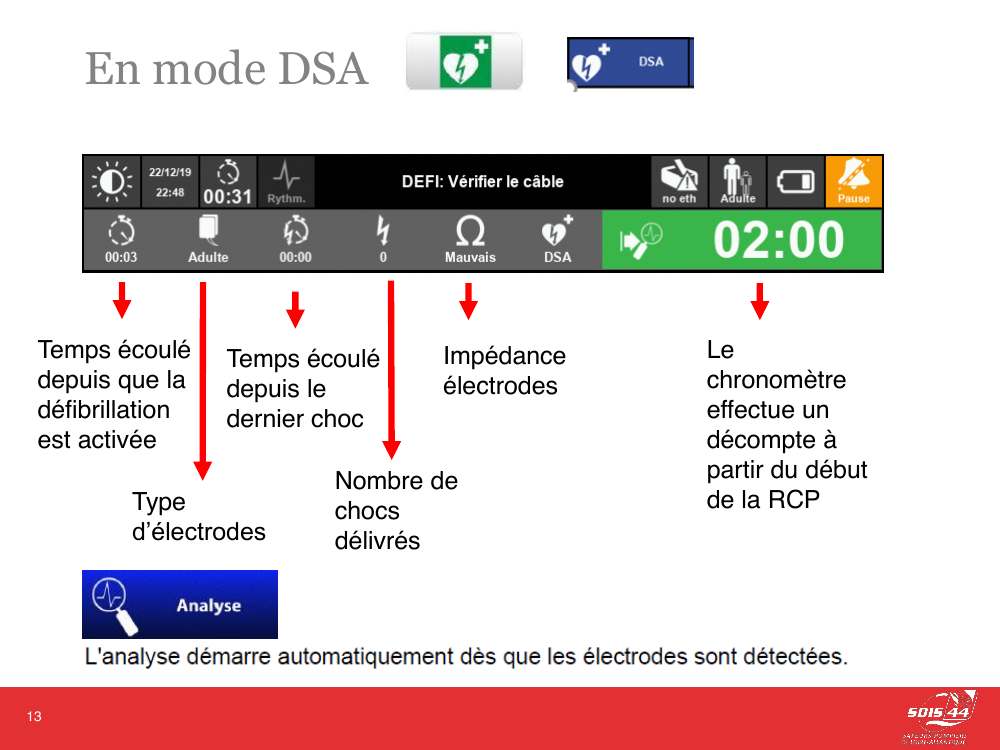 En mode DSA
DSA
22/12/19
22:48
00:31
Rythm.
DEFI: Vérifier le câble
no eth
Adulte
Pause
00:03
Adulte
00:00
0
Mauvais
DSA
02:00
Temps écoulé
depuis que la
défibrillation
est activée
Type
d’électrodes
Temps écoulé
depuis le
dernier choc
Nombre de
chocs
délivrés
Impédance
électrodes
Le
chronomètre
effectue un
décompte à
partir du début
de la RCP
Analyse
L'analyse démarre automatiquement dès que les électrodes sont détectées.
13
SDIS 44